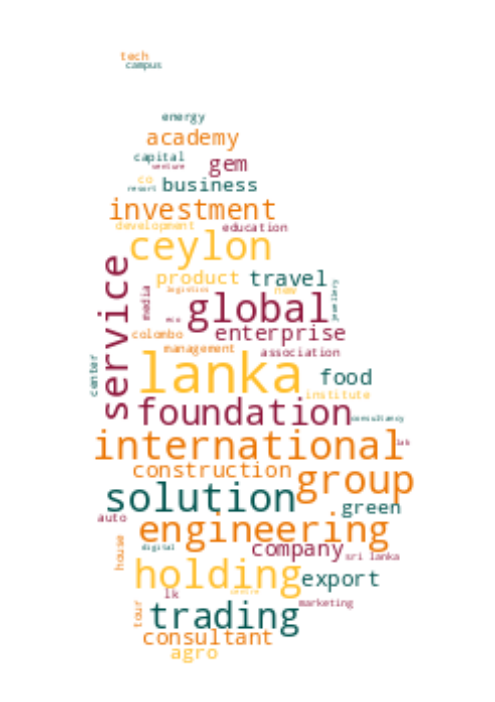 tech
campus
energy
academy
capital
gem
venture
co
business
resort
investment
development
education
ceylon
service
product
travel
logistics
new
jewellery
media
global
eco
colombo
enterprise
management
association
center
lanka
food
institute
foundation
consultancy
international
lab
construction
group
solution
green
auto
engineering
house
digital
company
sri lanka
holding
export
centre
lk
marketing
tour
trading
consultant
agro